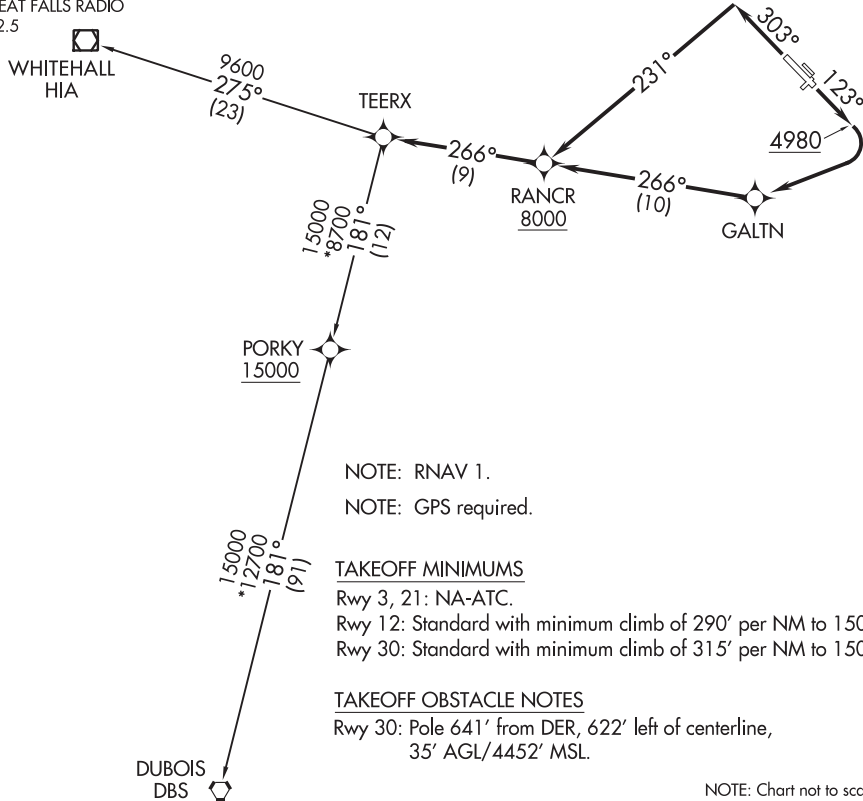 EAT FALLS RADIO
2.5
WHITEHALL
HIA
9600
275°
(23)
TEERX
303°
123°
231°
4980
266°
(9)
RANCR
8000
266°
(10)
GALTN
15000
*8700
181°
(12)
PORKY
15000
NOTE: RNAV 1.
NOTE: GPS required.
15000
*12700
181°
(91)
TAKEOFF MINIMUMS
Rwy 3, 21: NA-ATC.
Rwy 12: Standard with minimum climb of 290' per NM to 150
Rwy 30: Standard with minimum climb of 315' per NM to 150
TAKEOFF OBSTACLE NOTES
Rwy 30: Pole 641' from DER, 622' left of centerline,
35' AGL/4452' MSL.
DUBOIS
DBS
NOTE: Chart not to sca